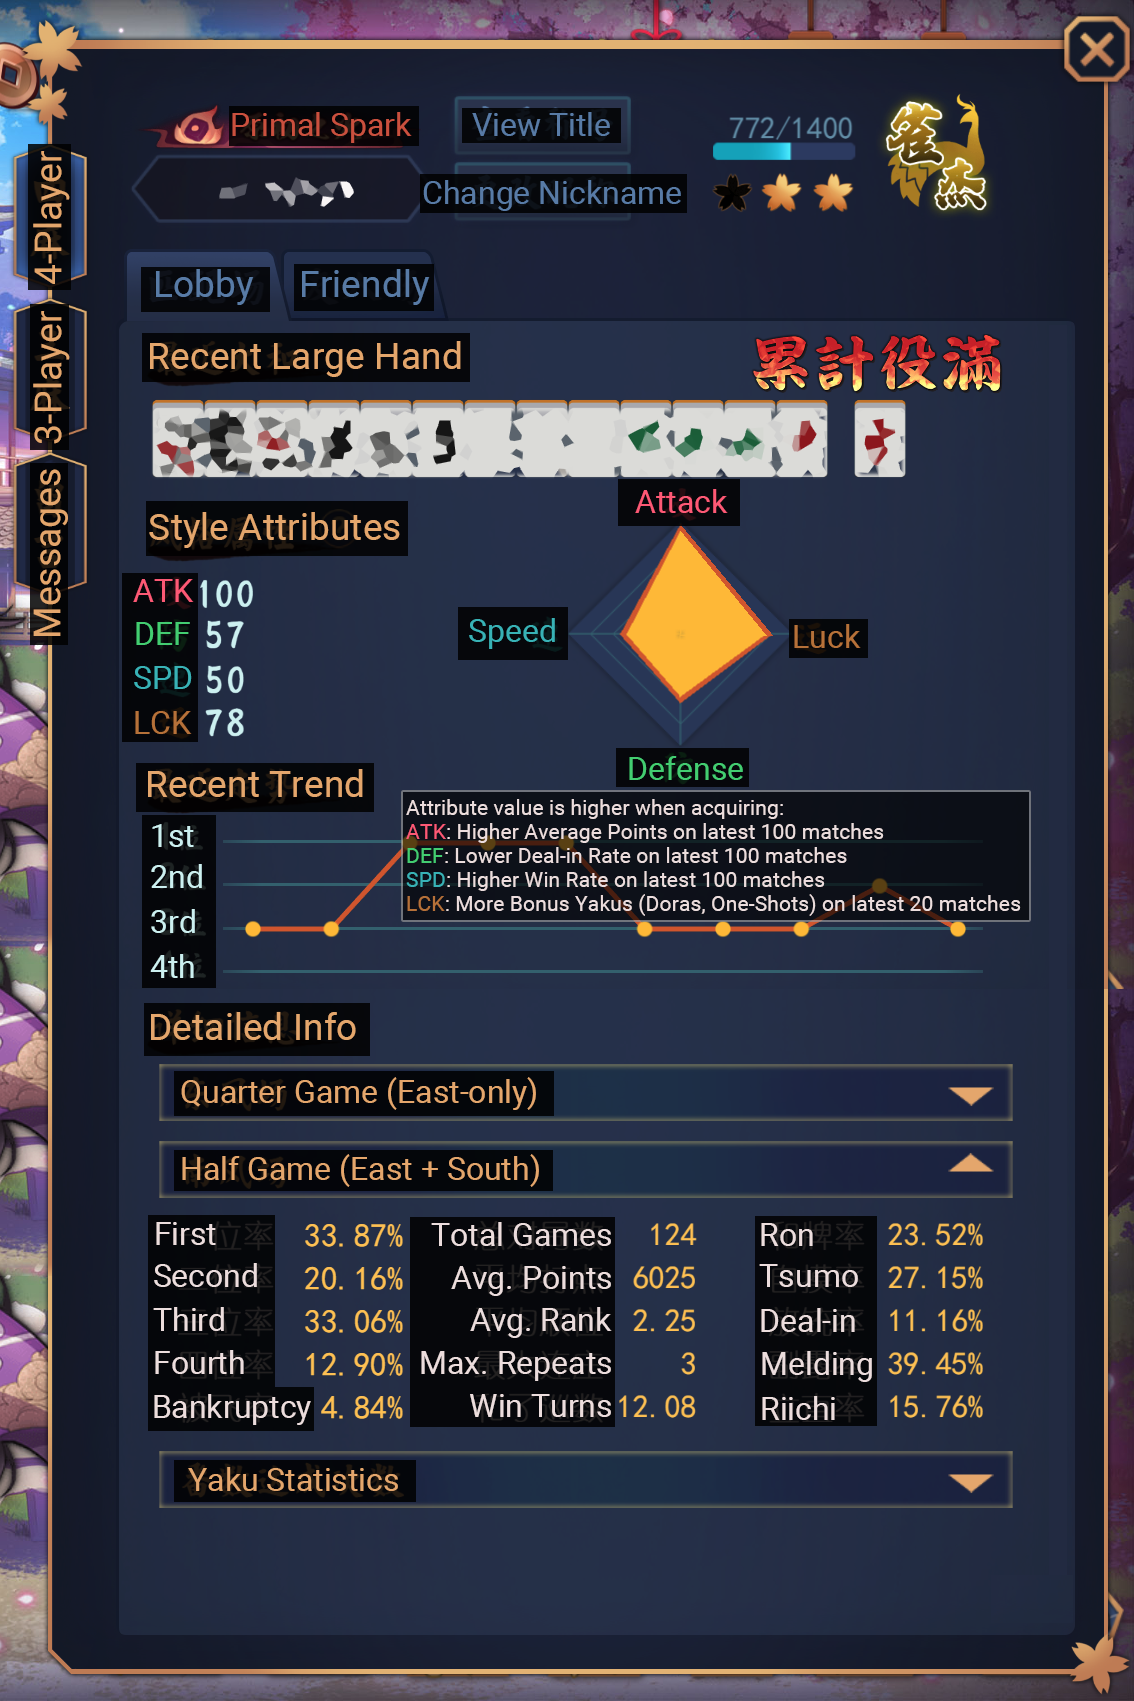 Primal Spark
View Title
772/1400
雀
杰
Change Nickname
4-Player
3-Player
Messages
Lobby
Friendly
Recent Large Hand
累計役滿
Style Attributes
ATK 100
DEF 57
SPD 50
LCK 78
Attack
Speed
Luck
Defense
Recent Trend
1st
2nd
3rd
4th
Attribute value is higher when acquiring:
ATK: Higher Average Points on latest 100 matches
DEF: Lower Deal-in Rate on latest 100 matches
SPD: Higher Win Rate on latest 100 matches
LCK: More Bonus Yakus (Doras, One-Shots) on latest 20 matches
Detailed Info
Quarter Game (East-only)
Half Game (East + South)
First 33.87% Total Games 124 Ron 23.52%
Second 20.16% Avg. Points 6025 Tsumo 27.15%
Third 33.06% Avg. Rank 2.25 Deal-in 11.16%
Fourth 12.90% Max. Repeats 3 Melding 39.45%
Bankruptcy 4.84% Win Turns 12.08 Riichi 15.76%
Yaku Statistics